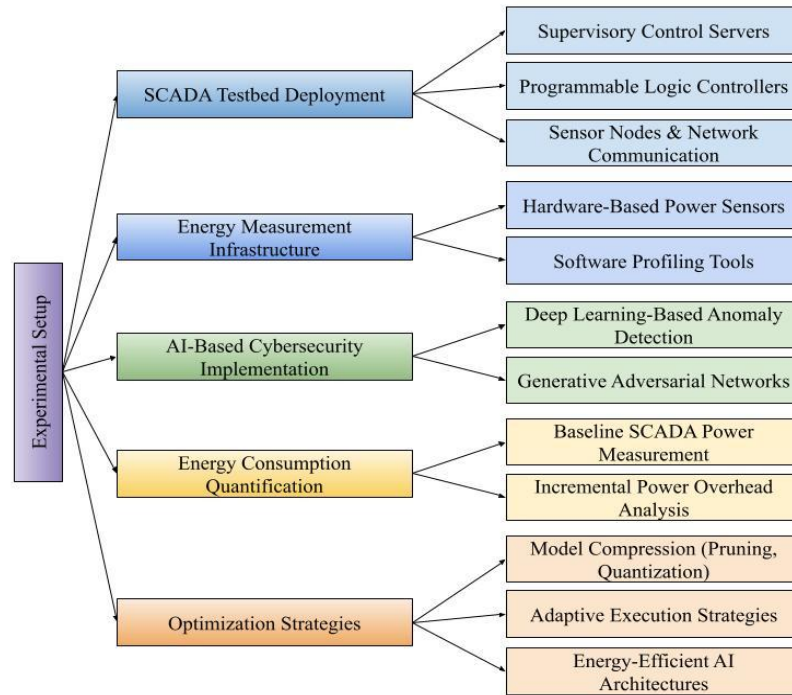 Experimental Setup
SCADA Testbed Deployment
Supervisory Control Servers
Programmable Logic Controllers
Sensor Nodes & Network
Communication
Energy Measurement
Infrastructure
Hardware-Based Power Sensors
Software Profiling Tools
AI-Based Cybersecurity
Implementation
Deep Learning-Based Anomaly
Detection
Generative Adversarial Networks
Energy Consumption
Quantification
Baseline SCADA Power
Measurement
Incremental Power Overhead
Analysis
Optimization Strategies
Model Compression (Pruning,
Quantization)
Adaptive Execution Strategies
Energy-Efficient AI
Architectures